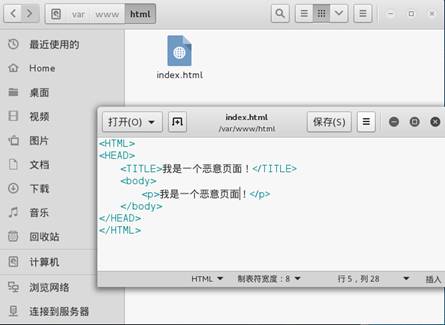 var www html
最近使用的
Home
桌面
视频
图片
文档
下载
音乐
回收站
计算机
浏览网络
连接到服务器
index.html
打开(O)
index.html
/var/www/html
保存(S)
<HTML>
<HEAD>
<TITLE>我是一个恶意页面！</TITLE>
<body>
<p>我是一个恶意页面！</p>
</body>
</HEAD>
</HTML>
HTML 制表符宽度：8 行 5，列 28 插入